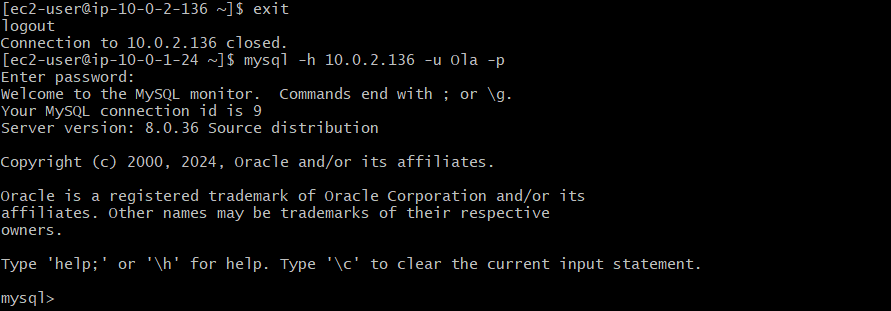 [ec2-user@ip-10-0-2-136 ~]$ exit
logout
Connection to 10.0.2.136 closed.
[ec2-user@ip-10-0-1-24 ~]$ mysql -h 10.0.2.136 -u Ola -p
Enter password:
Welcome to the MySQL monitor.  Commands end with ; or \g.
Your MySQL connection id is 9
Server version: 8.0.36 Source distribution
Copyright (c) 2000, 2024, Oracle and/or its affiliates.
Oracle is a registered trademark of Oracle Corporation and/or its
affiliates. Other names may be trademarks of their respective
owners.
Type 'help;' or '\h' for help. Type '\c' to clear the current input statement.
mysql>